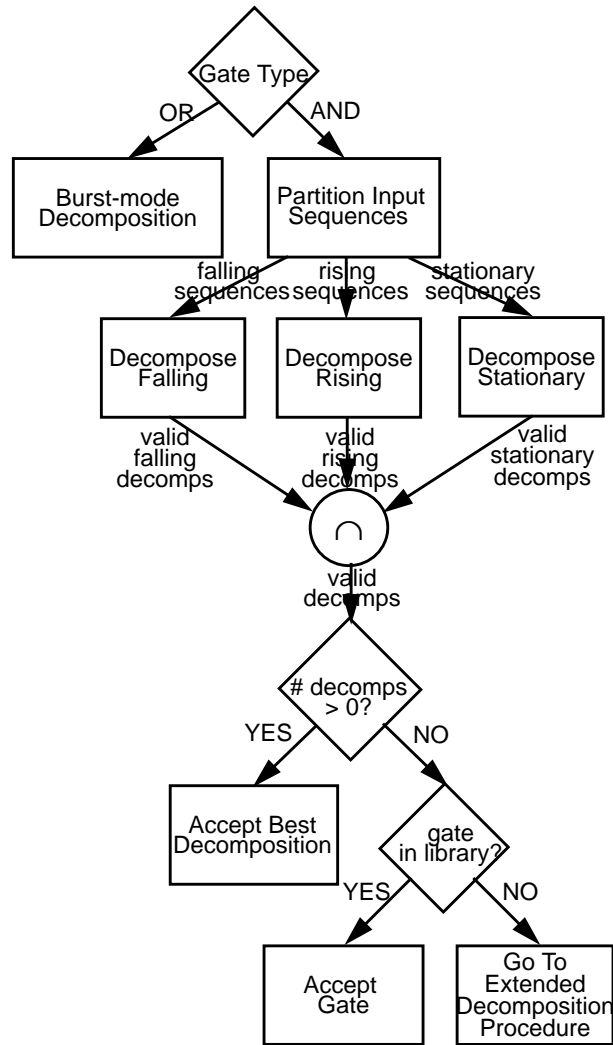 Gate Type
OR
AND
Burst-mode
Decomposition
Partition Input
Sequences
falling
sequences
rising
sequences
stationary
sequences
Decompose
Falling
Decompose
Rising
Decompose
Stationary
valid
falling
decomps
valid
rising
decomps
valid
stationary
decomps
∩
valid
decomps
# decomps
> 0?
YES
NO
Accept Best
Decomposition
gate
in library?
YES
NO
Accept
Gate
Go To
Extended
Decomposition
Procedure